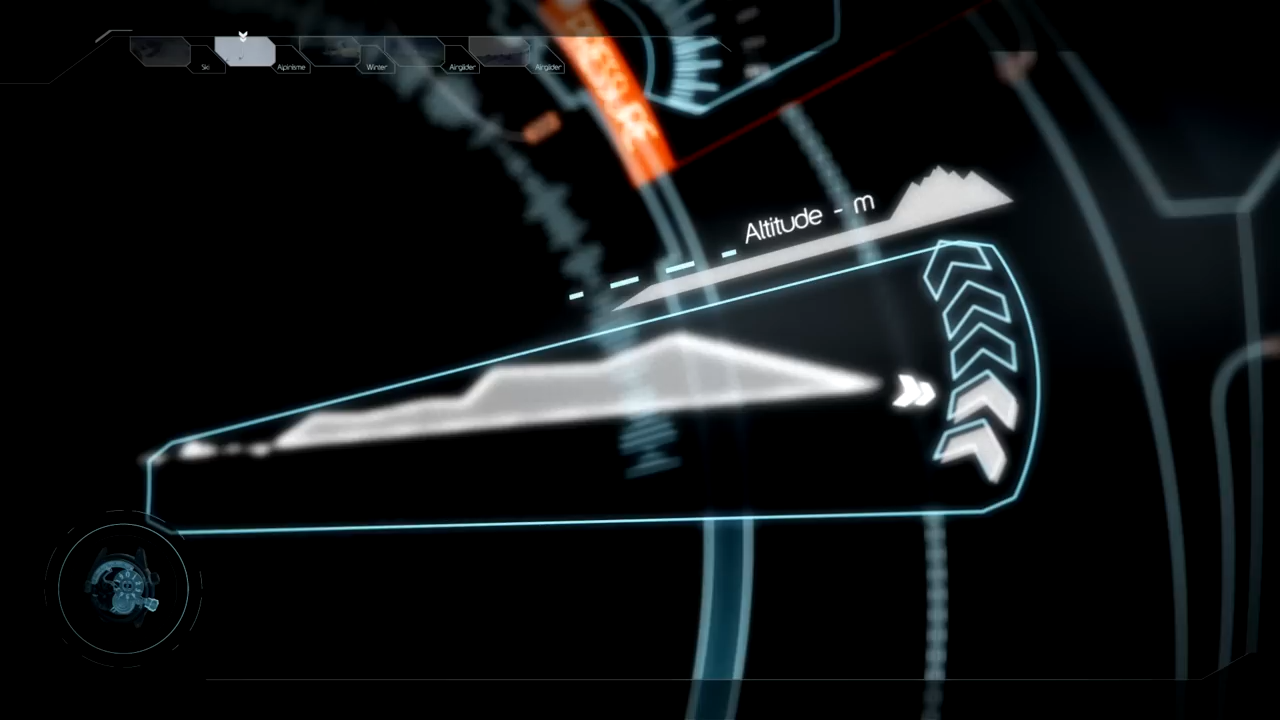 Ski
Alpinisme
Winter
Airglider
Airglider
Altitude - m